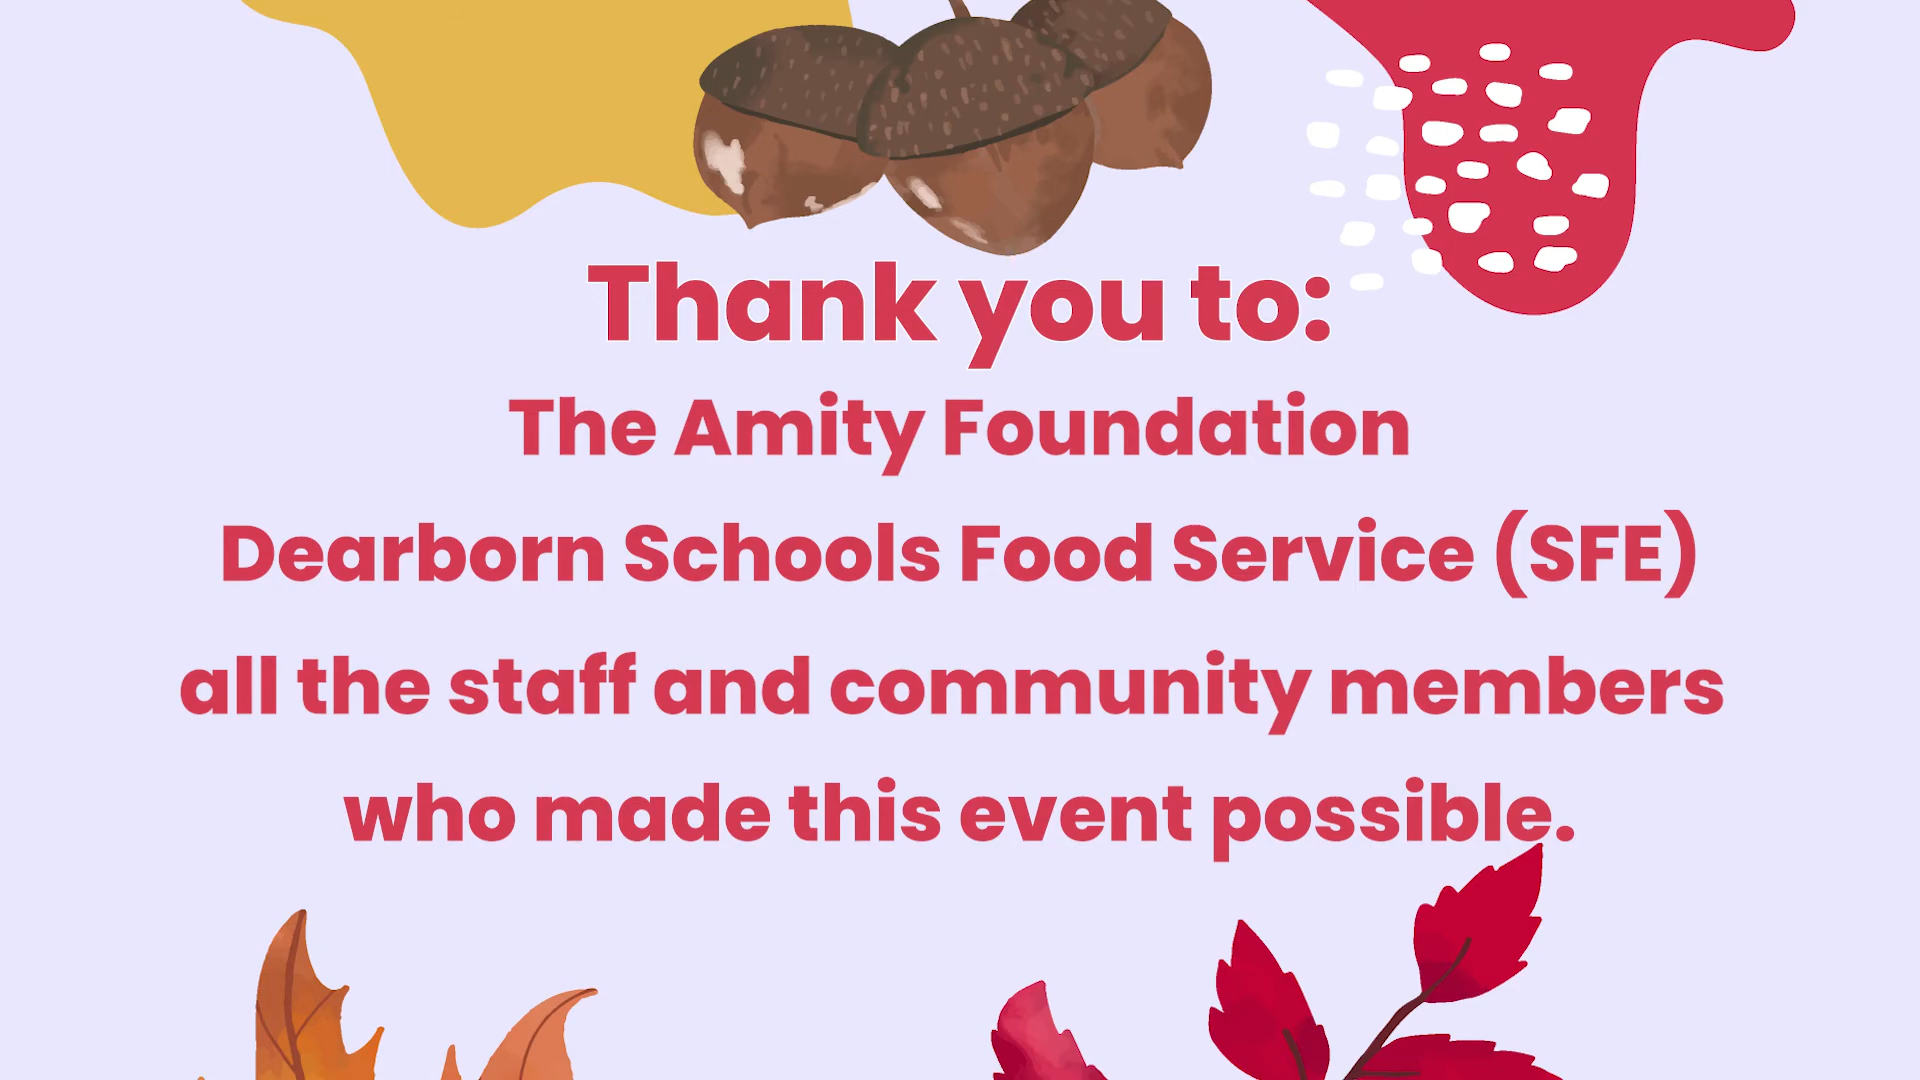 Thank you to:
The Amity Foundation
Dearborn Schools Food Service (SFE)
all the staff and community members
who made this event possible.